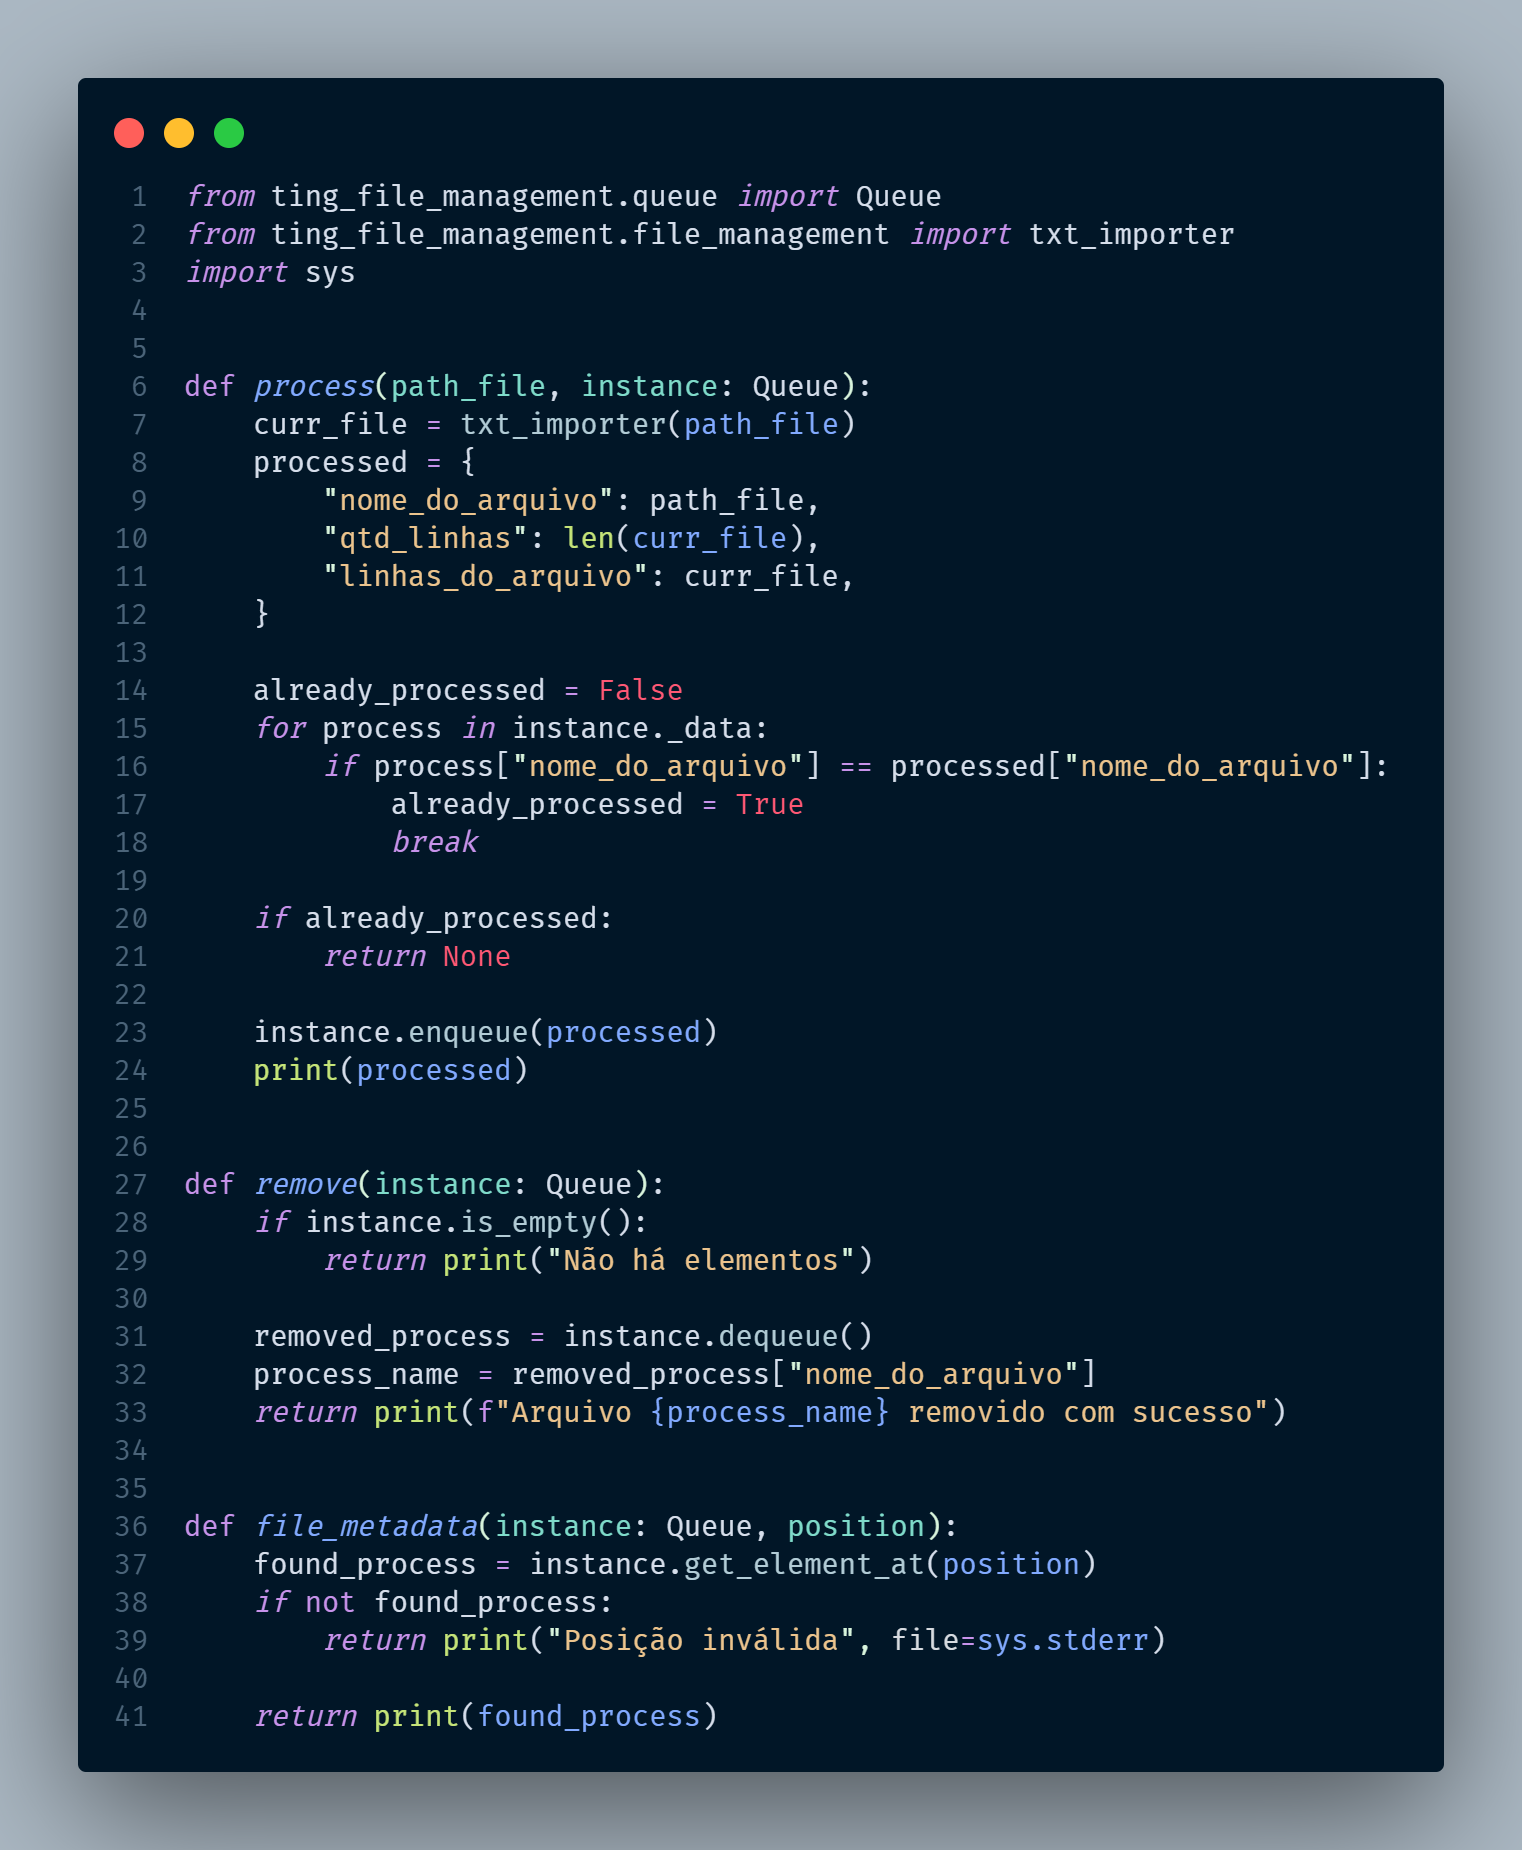 1 from ting_file_management.queue import Queue
2 from ting_file_management.file_management import txt_importer
3 import sys
4
5
6 def process(path_file, instance: Queue):
7     curr_file = txt_importer(path_file)
8     processed = {
9         "nome_do_arquivo": path_file,
10         "qtd_linhas": len(curr_file),
11         "linhas_do_arquivo": curr_file,
12     }
13
14     already_processed = False
15     for process in instance._data:
16         if process["nome_do_arquivo"] == processed["nome_do_arquivo"]:
17             already_processed = True
18             break
19
20     if already_processed:
21         return None
22
23     instance.enqueue(processed)
24     print(processed)
25
26
27 def remove(instance: Queue):
28     if instance.is_empty():
29         return print("Não há elementos")
30
31     removed_process = instance.dequeue()
32     process_name = removed_process["nome_do_arquivo"]
33     return print(f"Arquivo {process_name} removido com sucesso")
34
35
36 def file_metadata(instance: Queue, position):
37     found_process = instance.get_element_at(position)
38     if not found_process:
39         return print("Posição inválida", file=sys.stderr)
40
41     return print(found_process)